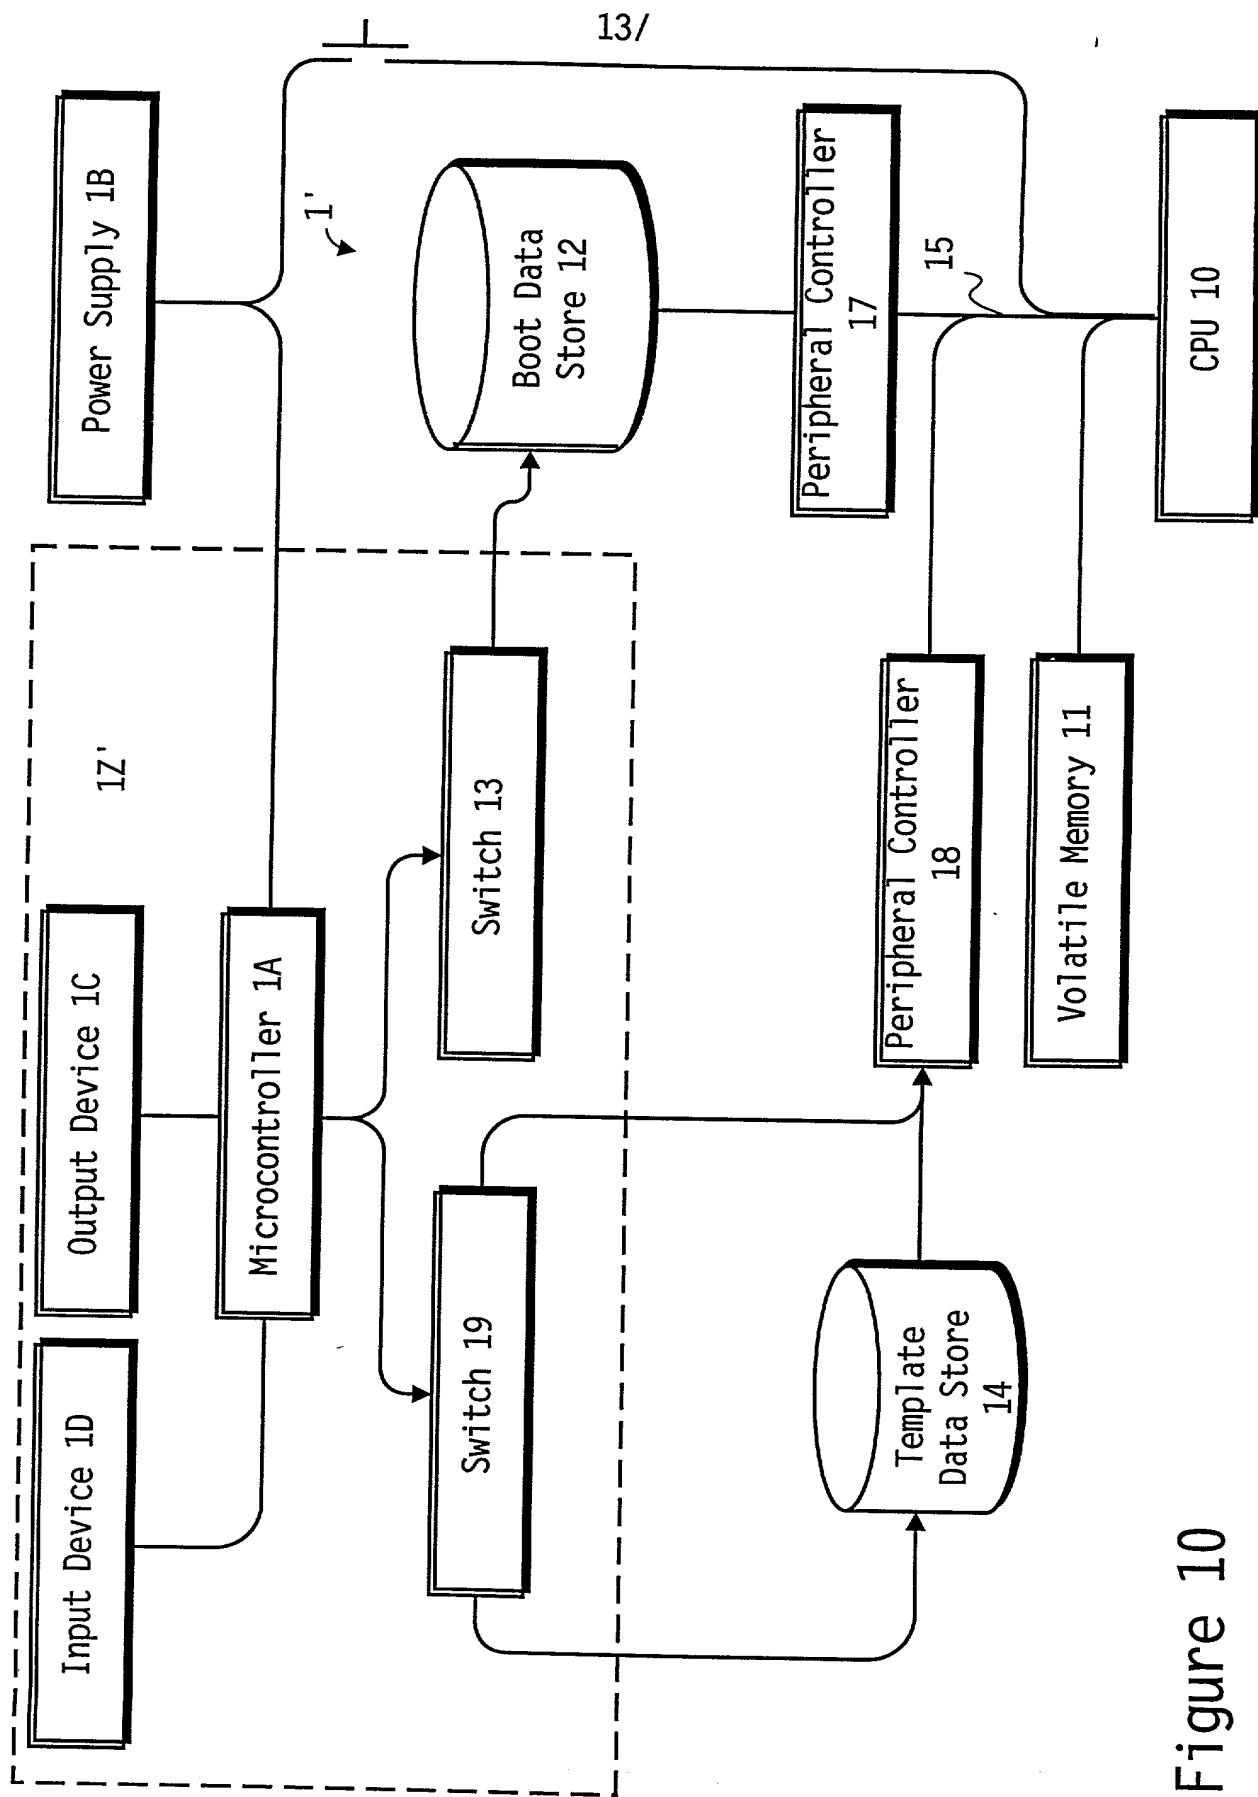 13/
Input Device 1D
Output Device 1C
Power Supply 1B
1Z'
Microcontroller 1A
1'
Switch 19
Switch 13
Boot Data
Store 12
Template
Data Store
14
Peripheral Controller
18
Peripheral Controller
17
15
Volatile Memory 11
CPU 10
Figure 10